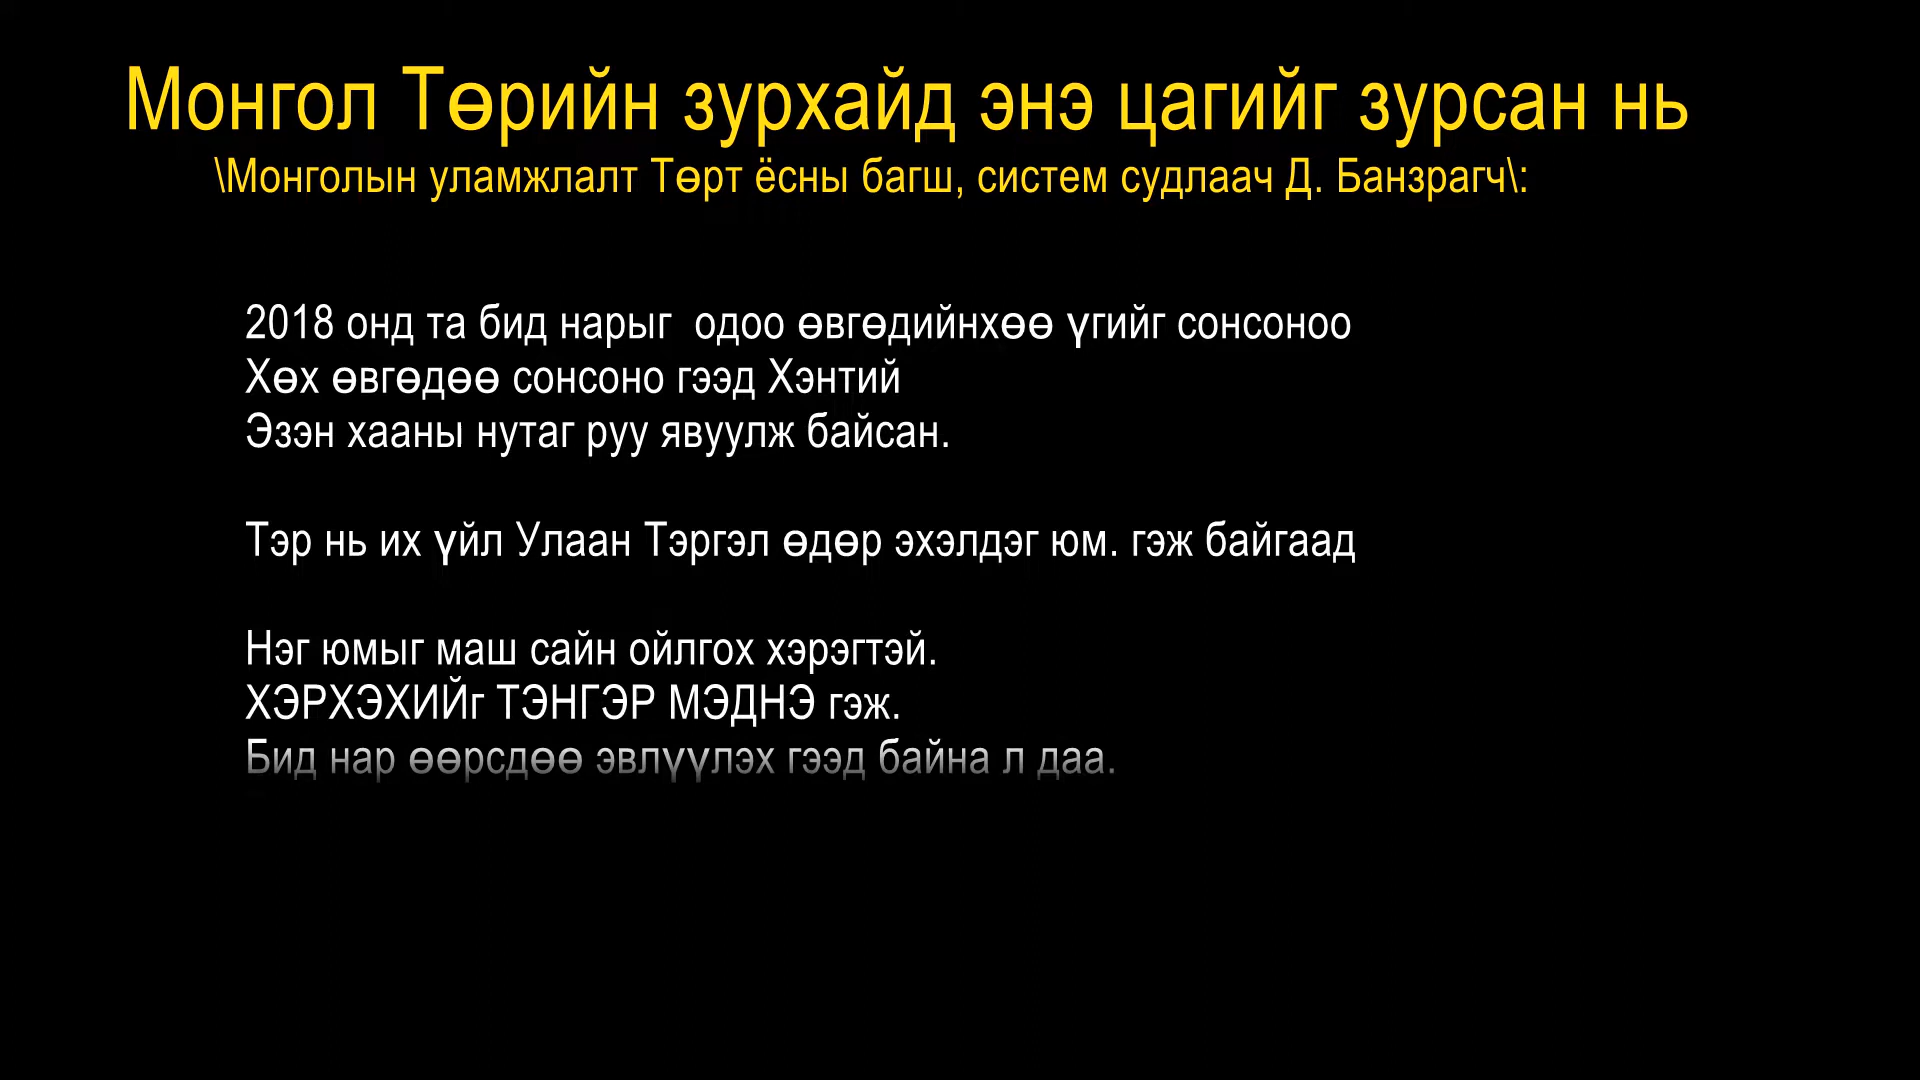 Монгол Төрийн зурхайд энэ цагийг зурсан нь
\Монголын уламжлалт Төрт ёсны багш, систем судлаач Д. Банзрагч\:
2018 онд та бид нарыг одоо өвгөдийнхөө үгийг сонсоноо
Хөх өвгөдөө сонсоно гээд Хэнтий
Эзэн хааны нутаг руу явуулж байсан.
Тэр нь их үйл Улаан Тэргэл өдөр эхэлдэг юм. гэж байгаад
Нэг юмыг маш сайн ойлгох хэрэгтэй.
ХЭРХЭХИЙг ТЭНГЭР МЭДНЭ гэж.
Бид нар өөрсдөө эвлүүлэх гээд байна л даа.